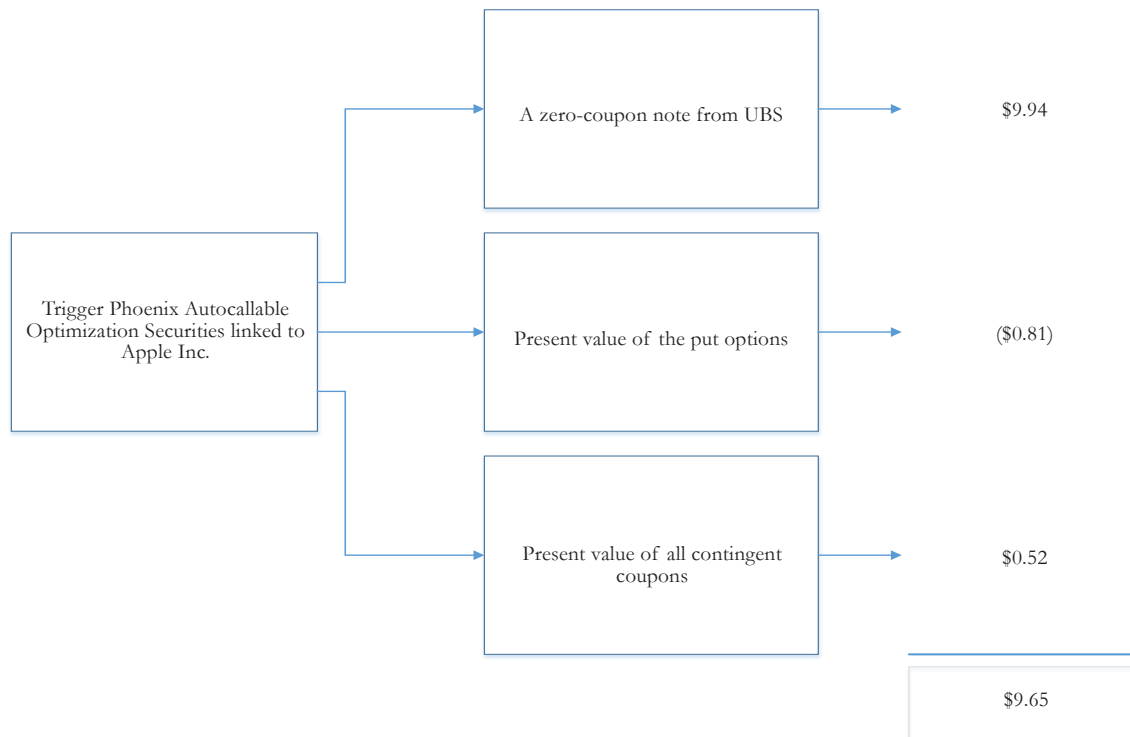 A zero-coupon note from UBS
$9.94
Trigger Phoenix Autocallable
Optimization Securities linked to
Apple Inc.
Present value of the put options
($0.81)
Present value of all contingent
coupons
$0.52
$9.65